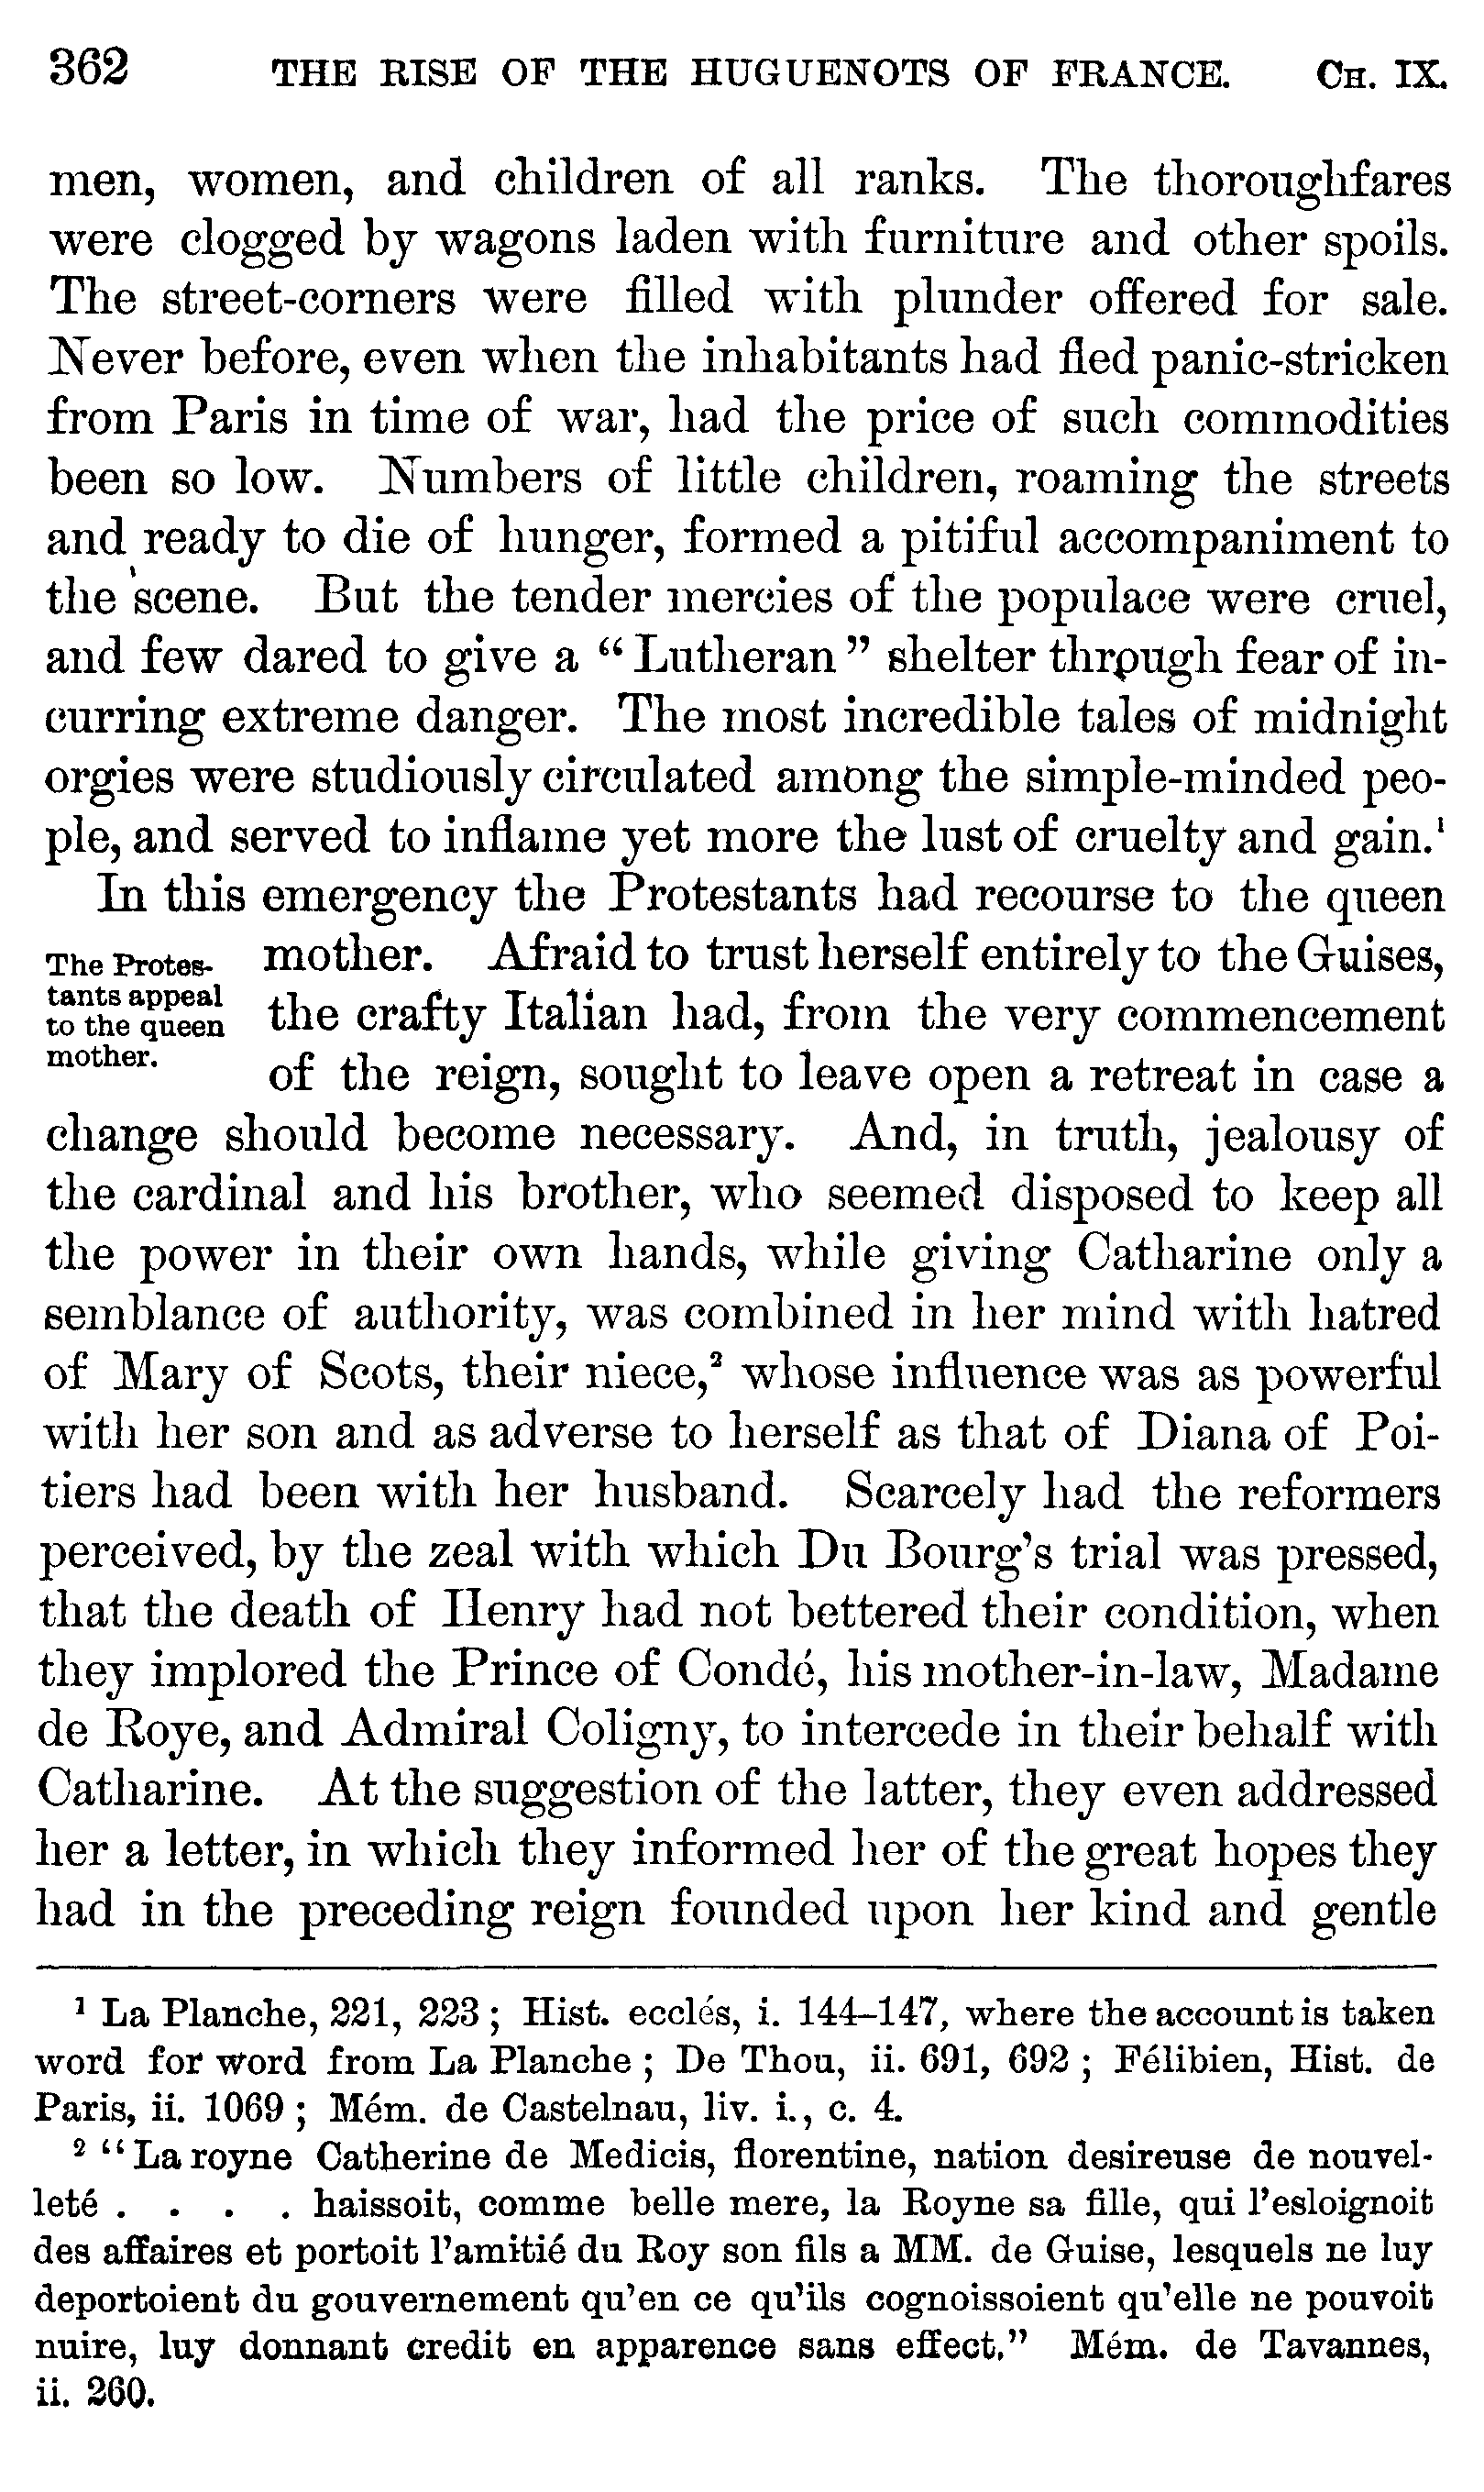 362 THE RISE OF THE HUGUENOTS OF FRANCE. CH. IX.
men, women, and children of all ranks. The thoroughfares
were clogged by wagons laden with furniture and other spoils.
The street-corners were filled with plunder offered for sale.
Never before, even when the inhabitants had fled panic-stricken
from Paris in time of war, had the price of such commodities
been so low. Numbers of little children, roaming the streets
and ready to die of hunger, formed a pitiful accompaniment to
the scene. But the tender mercies of the populace were cruel,
and few dared to give a “Lutheran” shelter through fear of in-
curring extreme danger. The most incredible tales of midnight
orgies were studiously circulated among the simple-minded peo-
ple, and served to inflame yet more the lust of cruelty and gain.¹
In this emergency the Protestants had recourse to the queen
The Protes-
tants appeal
to the queen
mother.
mother. Afraid to trust herself entirely to the Guises,
the crafty Italian had, from the very commencement
of the reign, sought to leave open a retreat in case a
change should become necessary. And, in truth, jealousy of
the cardinal and his brother, who seemed disposed to keep all
the power in their own hands, while giving Catharine only a
semblance of authority, was combined in her mind with hatred
of Mary of Scots, their niece,² whose influence was as powerful
with her son and as adverse to herself as that of Diana of Poi-
tiers had been with her husband. Scarcely had the reformers
perceived, by the zeal with which Du Bourg’s trial was pressed,
that the death of Henry had not bettered their condition, when
they implored the Prince of Condé, his mother-in-law, Madame
de Roye, and Admiral Coligny, to intercede in their behalf with
Catharine. At the suggestion of the latter, they even addressed
her a letter, in which they informed her of the great hopes they
had in the preceding reign founded upon her kind and gentle
¹ La Planche, 221, 223; Hist. ecclés, i. 144–147, where the account is taken
word for word from La Planche; De Thou, ii. 691, 692; Félibien, Hist. de
Paris, ii. 1069; Mém. de Castelnau, liv. i., c. 4.
² “La royne Catherine de Medicis, florentine, nation desireuse de nouvel-
leté . . . . haissoit, comme belle mere, la Royne sa fille, qui l’esloignoit
des affaires et portoit l’amitié du Roy son fils a MM. de Guise, lesquels ne luy
deportoient du gouvernement qu’en ce qu’ils cognoissoient qu’elle ne pouvoit
nuire, luy donnant credit en apparence sans effect.” Mém. de Tavannes,
ii. 260.